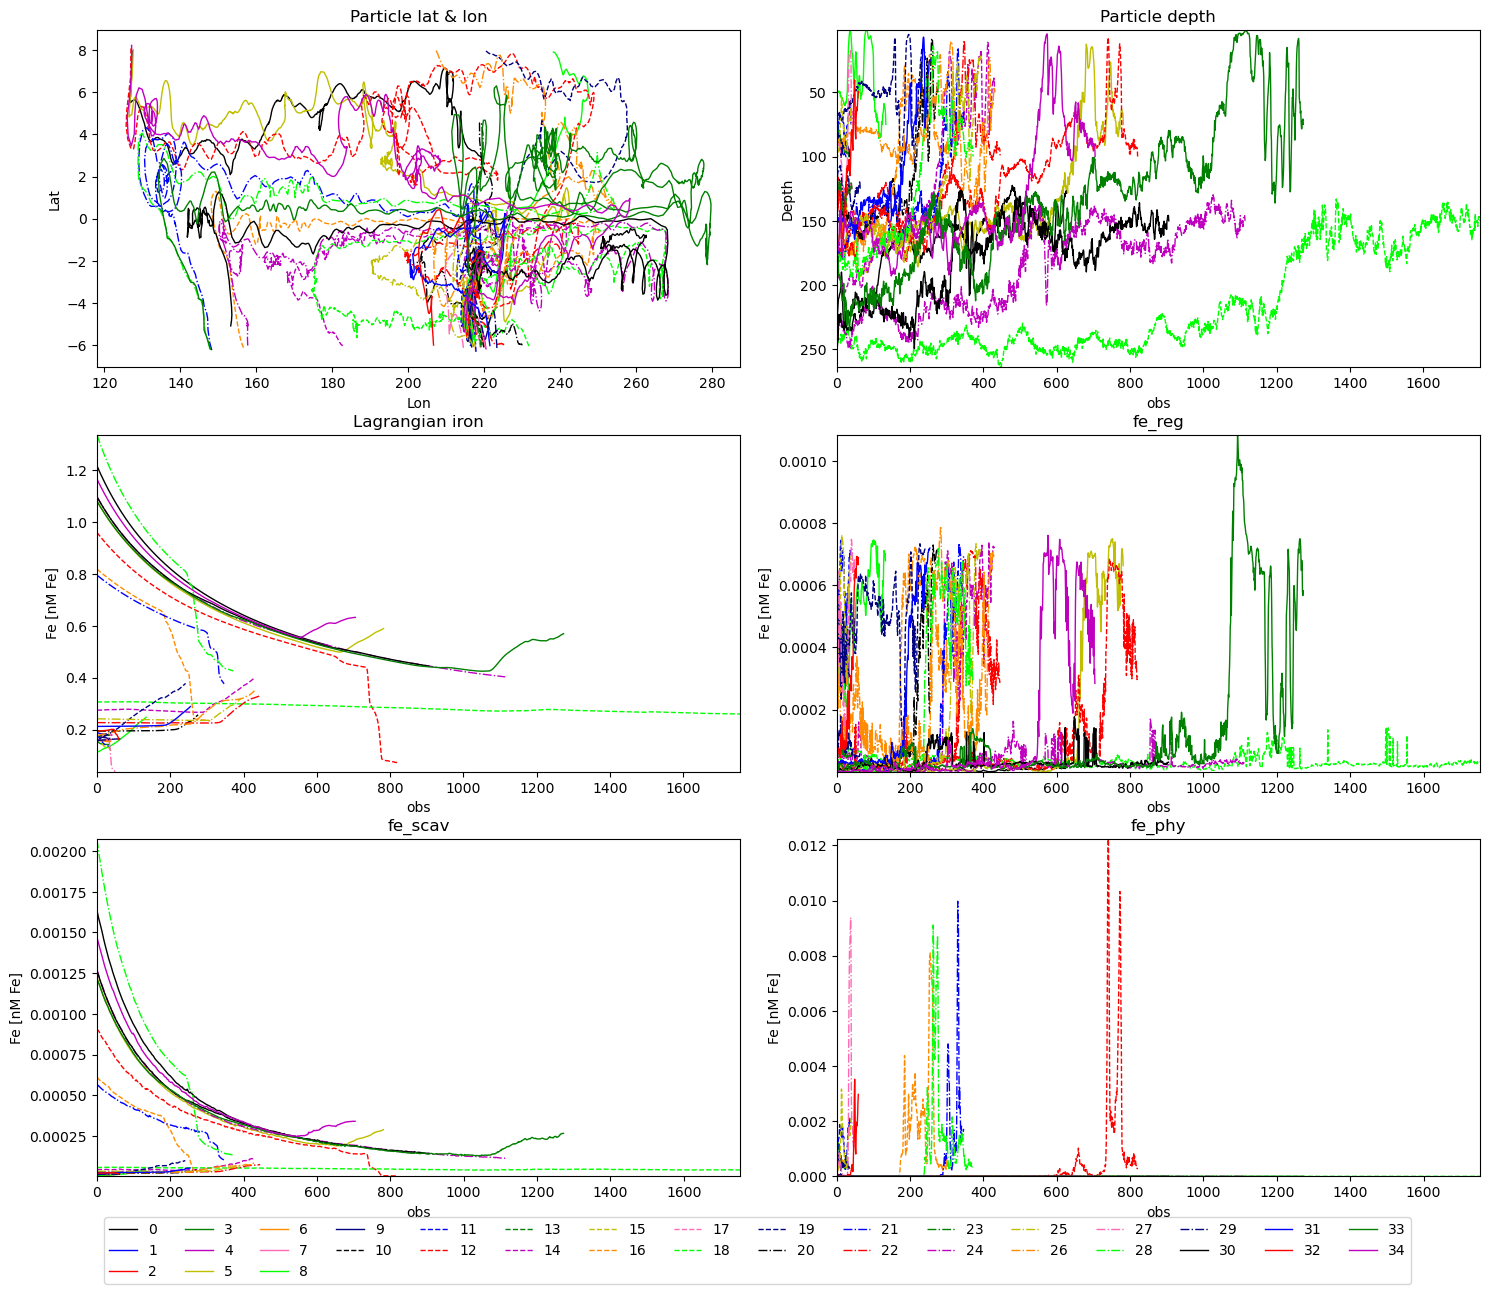 Particle lat & lon
Particle depth
8
6
4
2
0
−2
−4
−6
Lat
120 140 160 180 200 220 240 260 280
Lon
50
100
150
200
250
Depth
0 200 400 600 800 1000 1200 1400 1600
obs
Lagrangian iron
fe_reg
1.2
1.0
0.8
0.6
0.4
0.2
Fe [nM Fe]
0 200 400 600 800 1000 1200 1400 1600
obs
0.0010
0.0008
0.0006
0.0004
0.0002
Fe [nM Fe]
0 200 400 600 800 1000 1200 1400 1600
obs
fe_scav
fe_phy
0.00200
0.00175
0.00150
0.00125
0.00100
0.00075
0.00050
0.00025
Fe [nM Fe]
0 200 400 600 800 1000 1200 1400 1600
obs
0.012
0.010
0.008
0.006
0.004
0.002
0.000
Fe [nM Fe]
0 200 400 600 800 1000 1200 1400 1600
obs
0 3 6 9 11 13 15 17 19 21 23 25 27 29 31 33
1 4 7 10 12 14 16 18 20 22 24 26 28 30 32 34
2 5 8